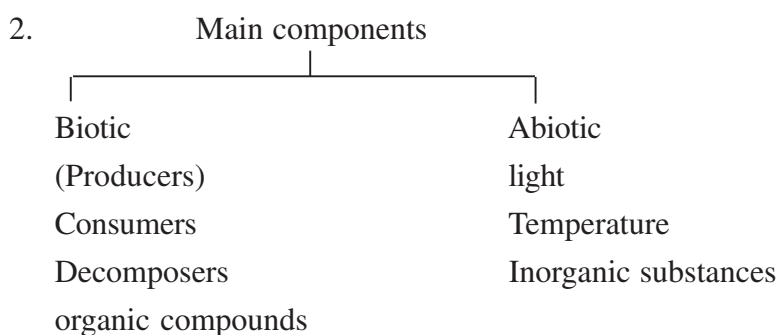 2. Main components
Biotic
(Producers)
Consumers
Decomposers
organic compounds
Abiotic
light
Temperature
Inorganic substances